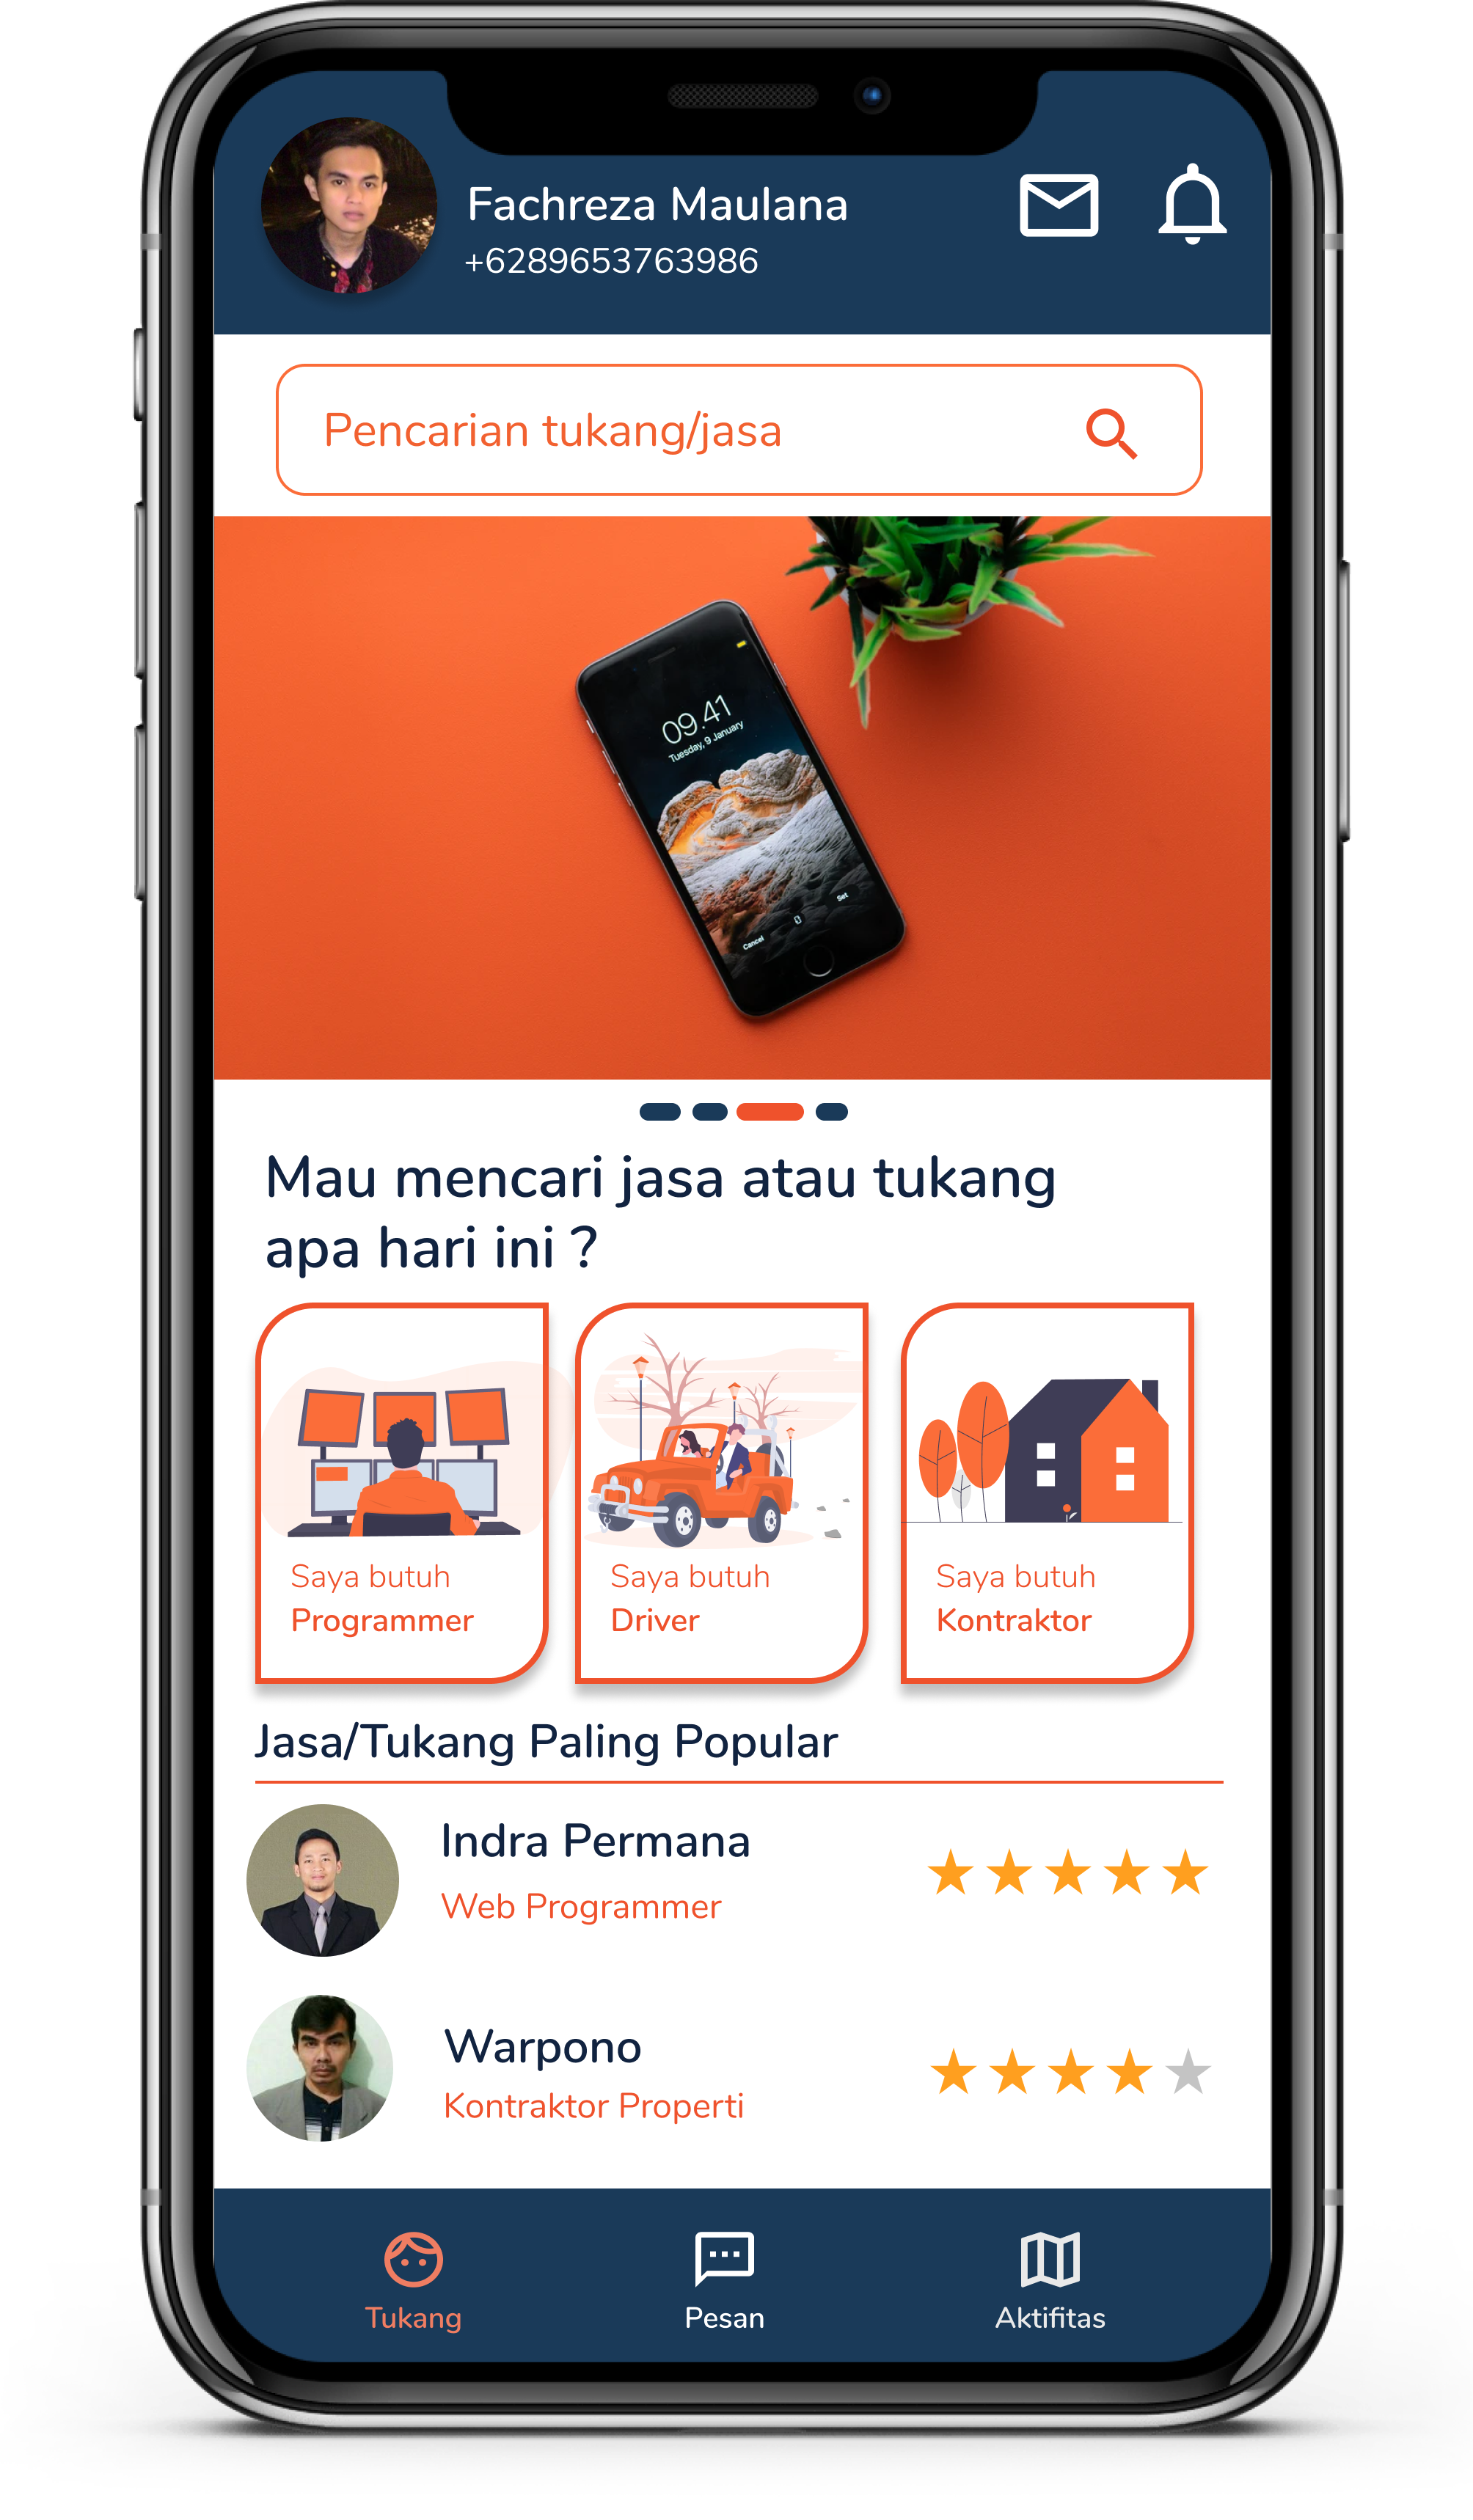 Fachreza Maulana
+6289653763986
Pencarian tukang/jasa
09.41
Tuesday, 9 January
Set
Cancel
Mau mencari jasa atau tukang
apa hari ini ?
Saya butuh
Programmer
Saya butuh
Driver
Saya butuh
Kontraktor
Jasa/Tukang Paling Popular
Indra Permana
Web Programmer
Warpono
Kontraktor Properti
Tukang
Pesan
Aktifitas